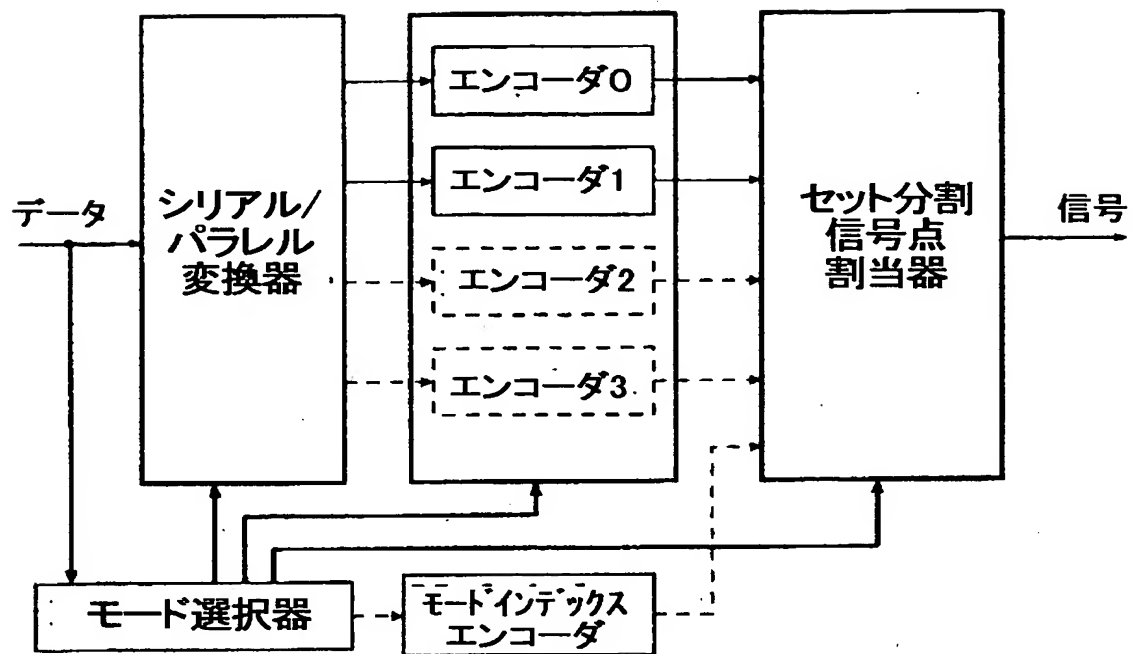 データ
シリアル/
パラレル
変換器
エンコーダ0
エンコーダ1
エンコーダ2
エンコーダ3
セット分割
信号点
割当器
信号
モード選択器
モードインデックス
エンコーダ